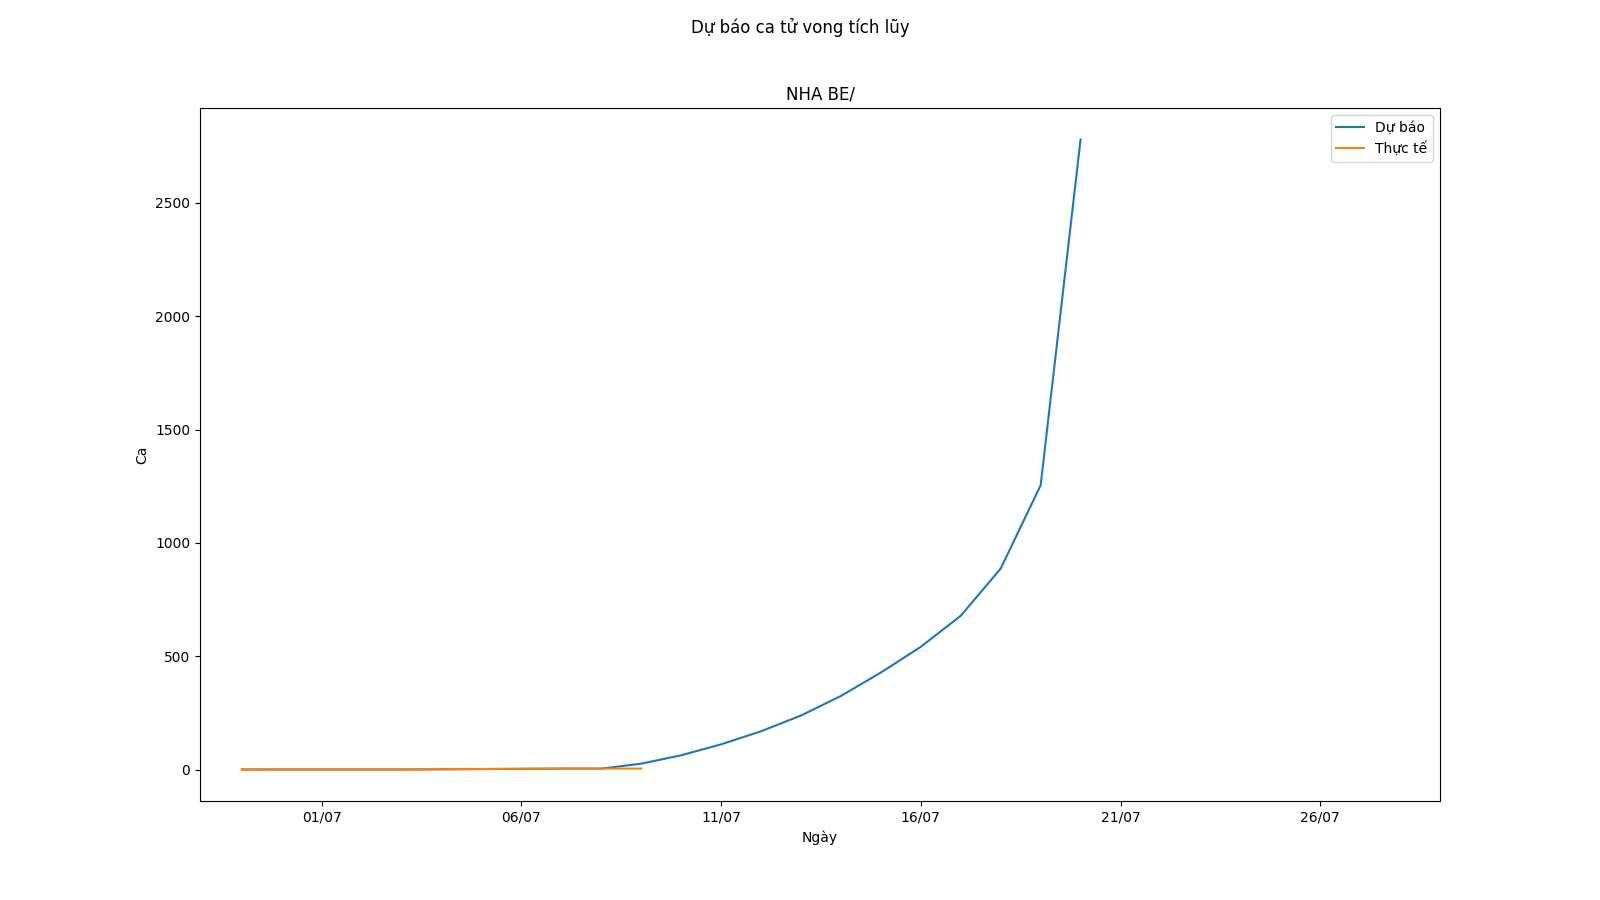 Dự báo ca tử vong tích lũy
NHA BE/
Dự báo
Thực tế
2500
2000
1500
1000
500
0
Ca
01/07
06/07
11/07
16/07
21/07
26/07
Ngày